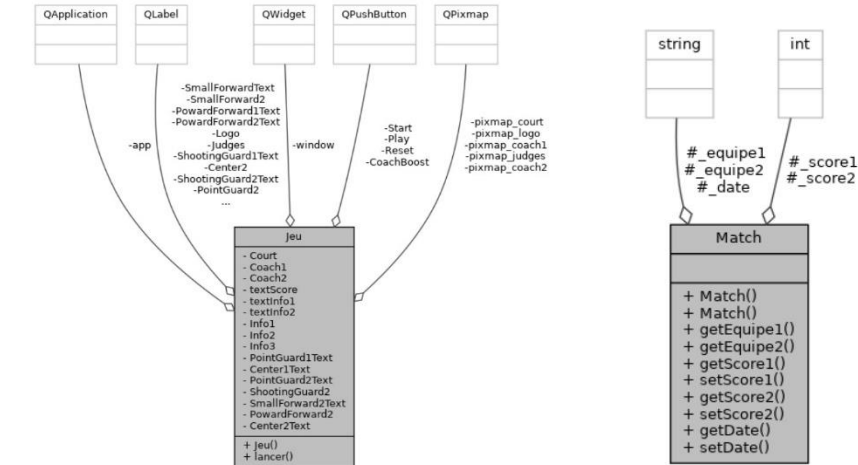 QApplication
QLabel
QWidget
QPushButton
QPixmap
-app
-SmallForwardText
-SmallForward2
-PowardForward1Text
-PowardForward2Text
-Logo
-Judges
-ShootingGuard1Text
-Center2
-ShootingGuard2Text
-PointGuard2
...
-window
-Start
-Play
-Reset
-CoachBoost
-pixmap_court
-pixmap_logo
-pixmap_coach1
-pixmap_judges
-pixmap_coach2
Jeu
- Court
- Coach1
- Coach2
- textScore
- textInfo1
- textInfo2
- Info1
- Info2
- Info3
- PointGuard1Text
- Center1Text
- PointGuard2Text
- ShootingGuard2
- SmallForward2Text
- PowardForward2
- Center2Text
+ Jeu()
+ lancer()
string
int
#_equipe1
#_equipe2
#_date
#_score1
#_score2
Match
+ Match()
+ Match()
+ getEquipe1()
+ getEquipe2()
+ getScore1()
+ setScore1()
+ getScore2()
+ setScore2()
+ getDate()
+ setDate()